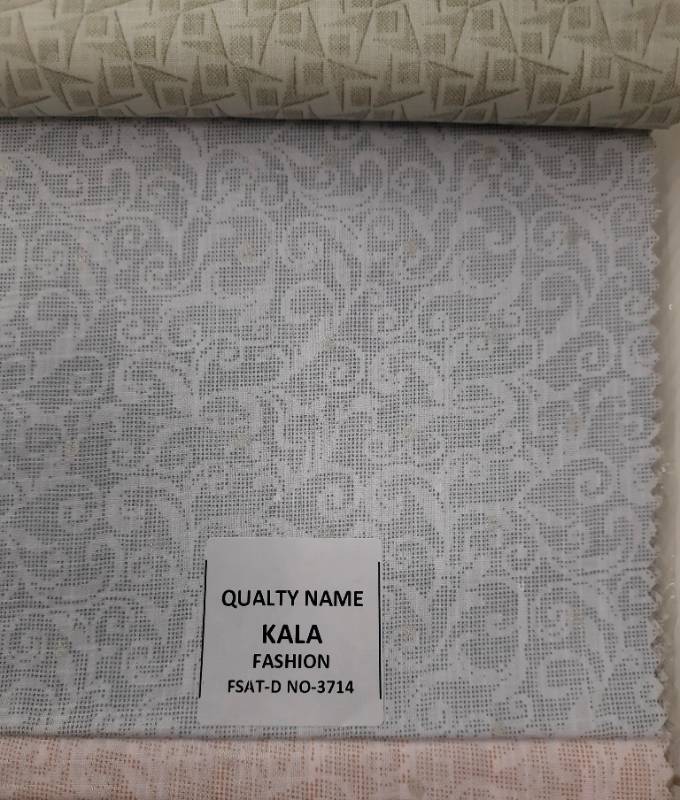 QUALTY NAME
KALA
FASHION
FSAT-D NO-3714